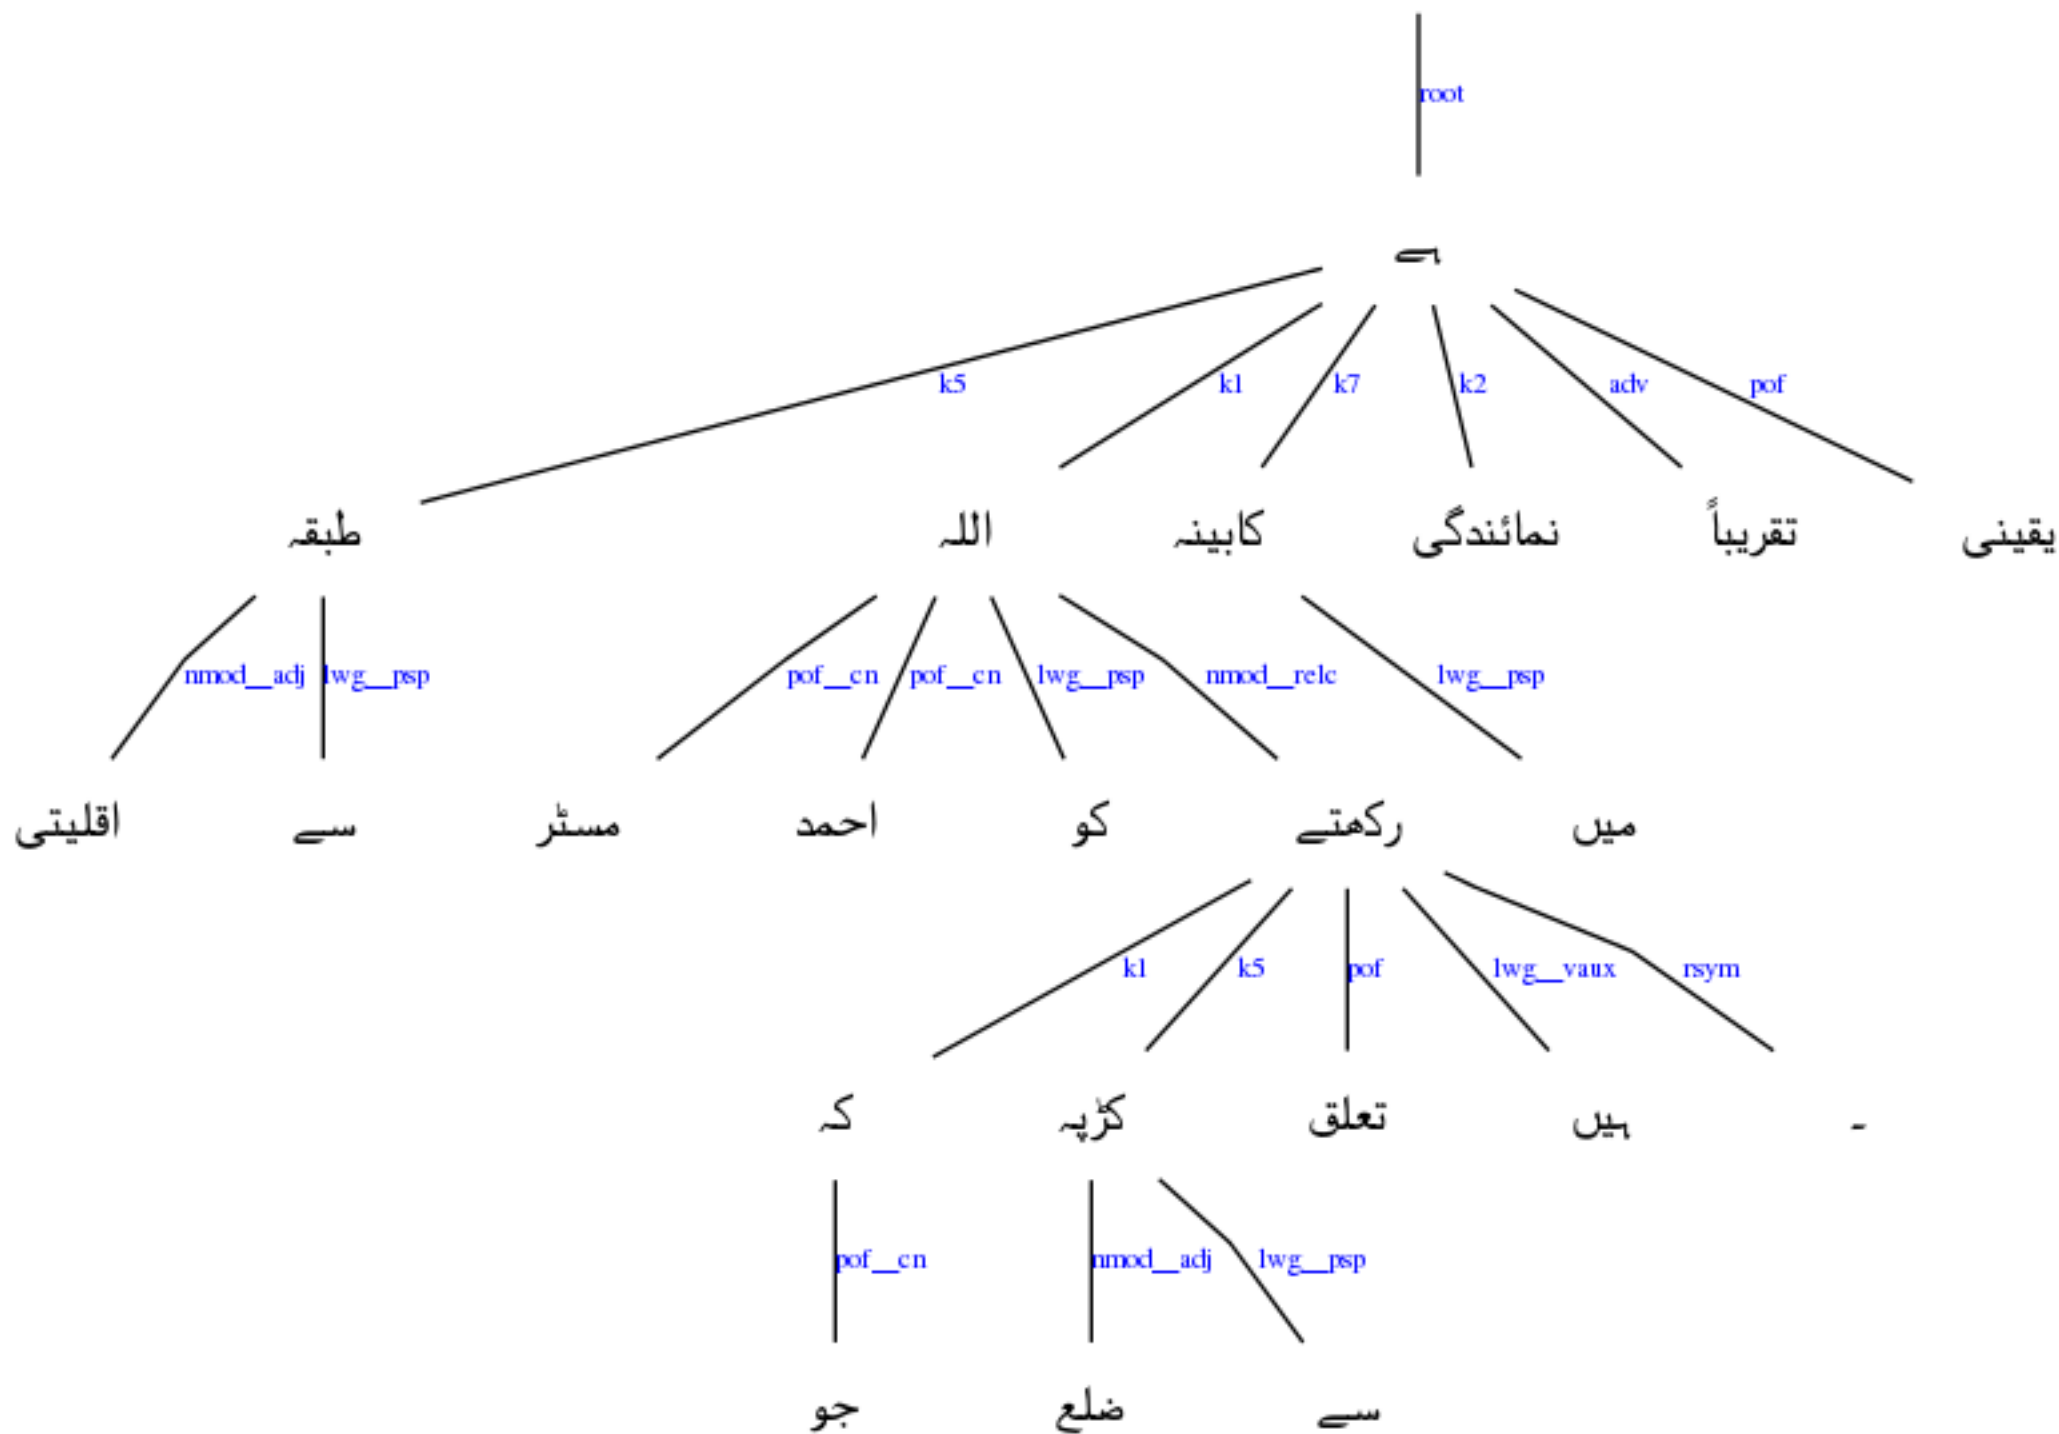 root
ہے
k5 k1 k7 k2 adv pof
طبقہ اللہ کابینہ نمائندگی تقریباً یقینی
nmod__adj lwg__psp pof__cn pof__cn lwg__psp nmod__relc lwg__psp
اقلیتی سے مسٹر احمد کو رکھتے میں
k1 k5 pof lwg__vaux rsym
کہ کڑپہ تعلق ہیں ۔
pof__cn nmod__adj lwg__psp
جو ضلع سے